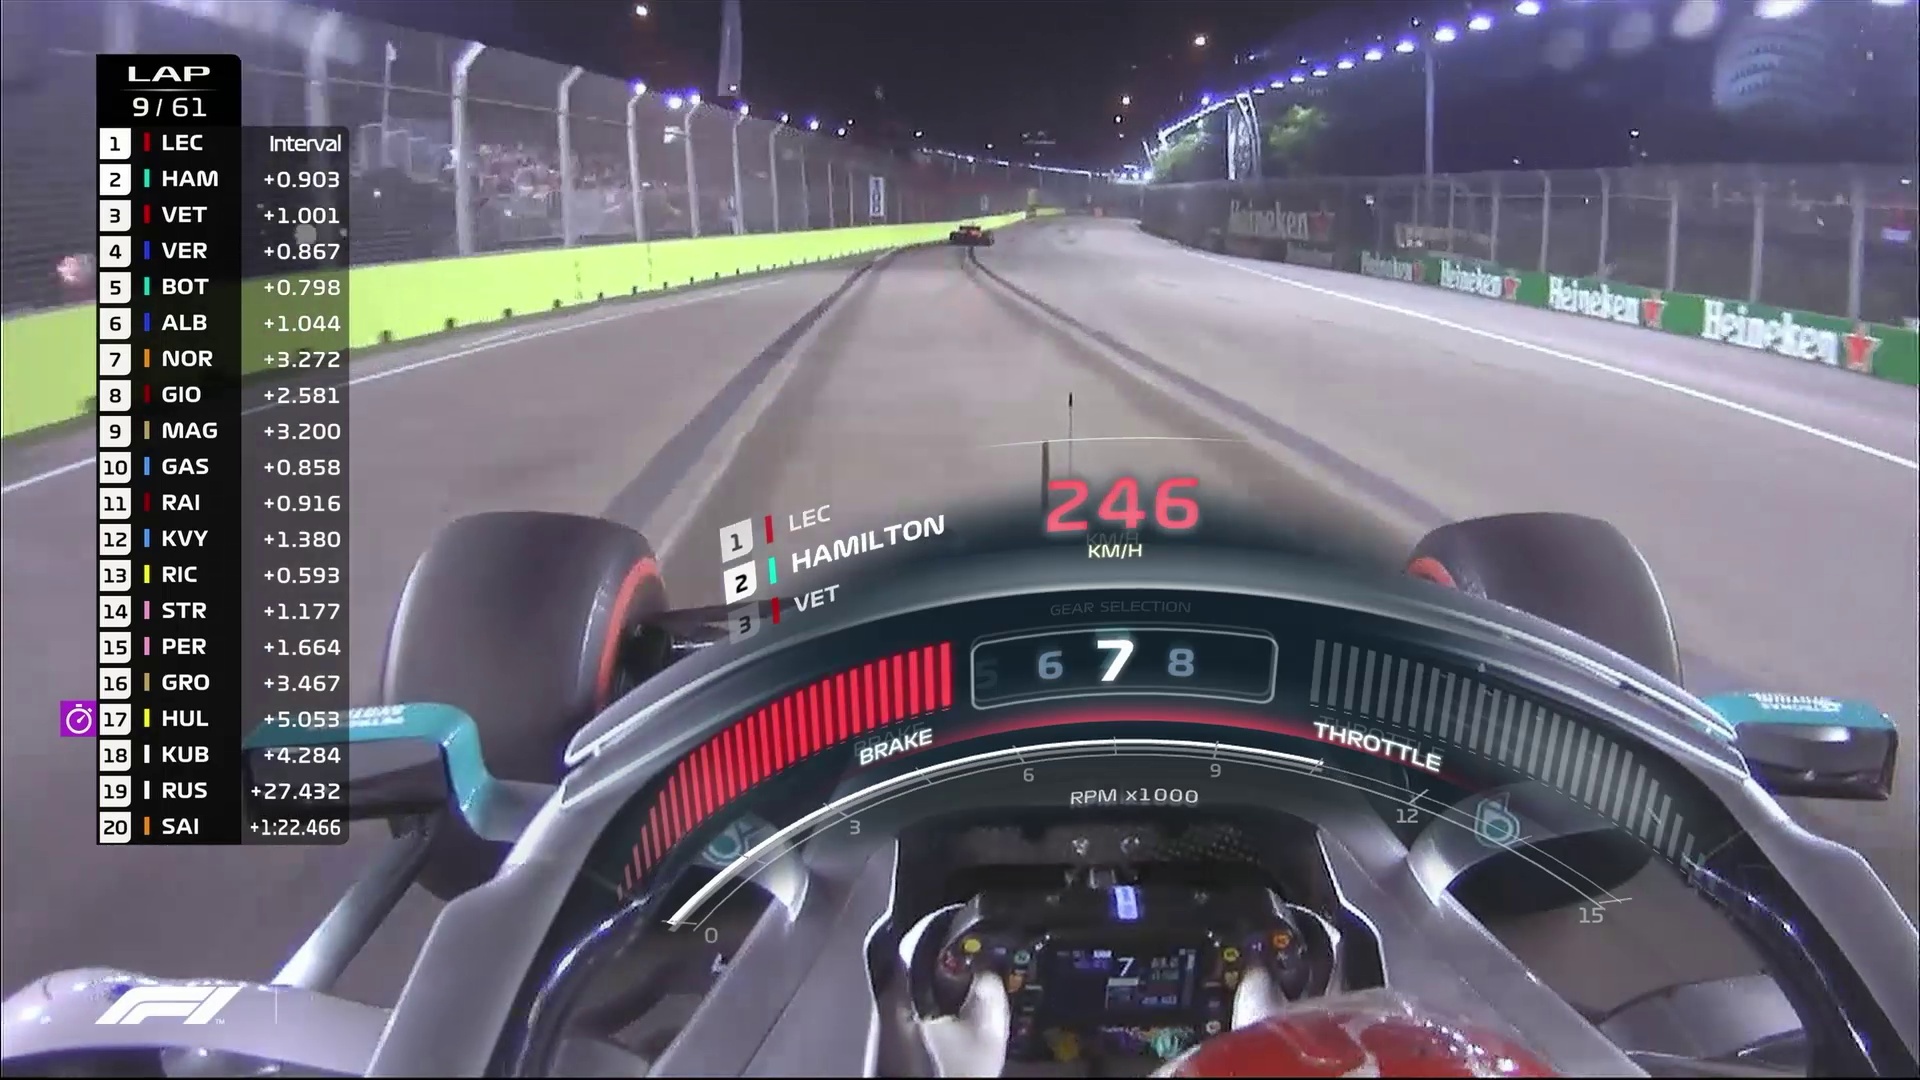 LAP
9/61
1 LEC Interval
2 HAM +0.903
3 VET +1.001
4 VER +0.867
5 BOT +0.798
6 ALB +1.044
7 NOR +3.272
8 GIO +2.581
9 MAG +3.200
10 GAS +0.858
11 RAI +0.916
12 KVY +1.380
13 RIC +0.593
14 STR +1.177
15 PER +1.664
16 GRO +3.467
17 HUL +5.053
18 KUB +4.284
19 RUS +27.432
20 SAI +1:22.466
Heineken
Heineken Heineken Heineken Heineken
1 LEC
2 HAMILTON
3 VET
246
KM/H
GEAR SELECTION
5 6 7 8
BRAKE
THROTTLE
0 3 6 9 12 15
RPM x1000
7
F1